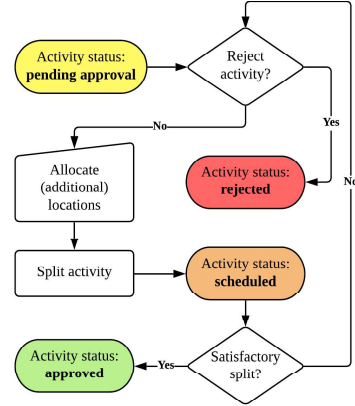 Activity status:
pending approval
Reject
activity?
Yes
No
No
Allocate
(additional)
locations
Activity status:
rejected
Split activity
Activity status:
scheduled
Activity status:
approved
Yes
Satisfactory
split?